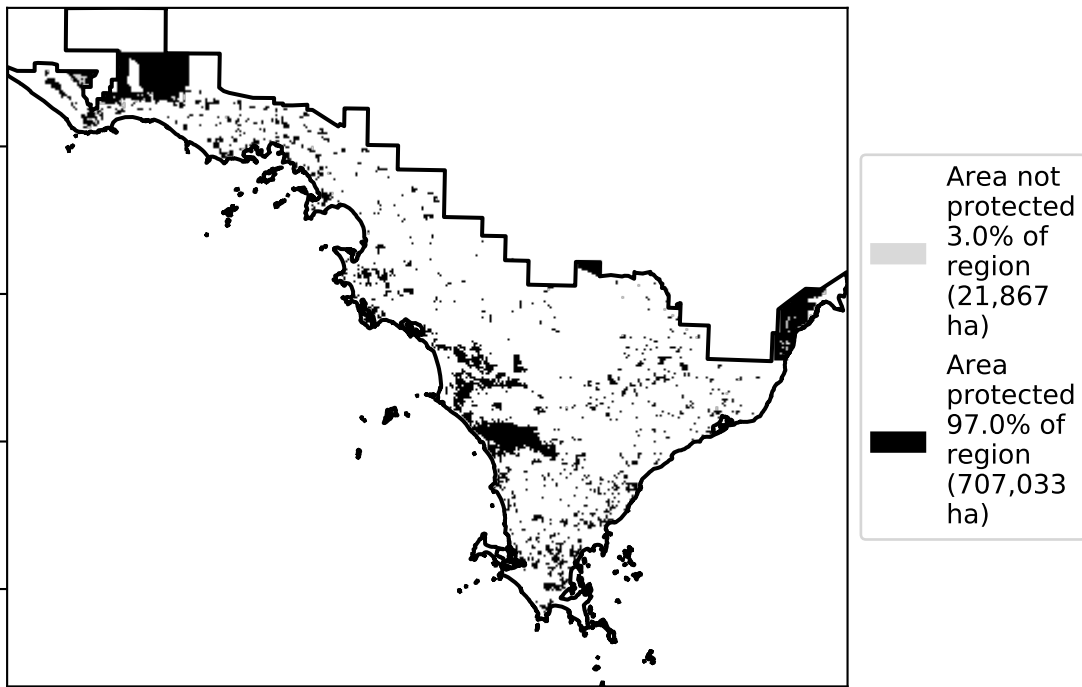 Area not
protected
3.0% of
region
(21,867
ha)
Area
protected
97.0% of
region
(707,033
ha)